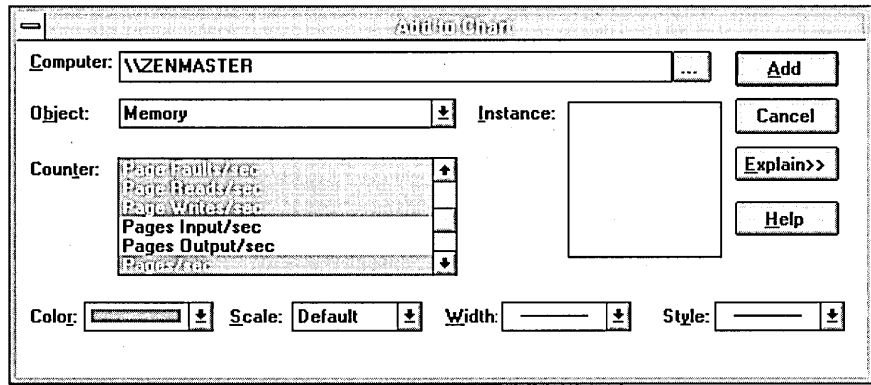 Add to Chart
Computer: \\ZENMASTER ... Add
Object: Memory Instance: Cancel
Counter: Page Faults/sec Explain>>
Page Reads/sec
Page Writes/sec
Pages Input/sec Help
Pages Output/sec
Pages/sec
Color: Scale: Default Width: Style: